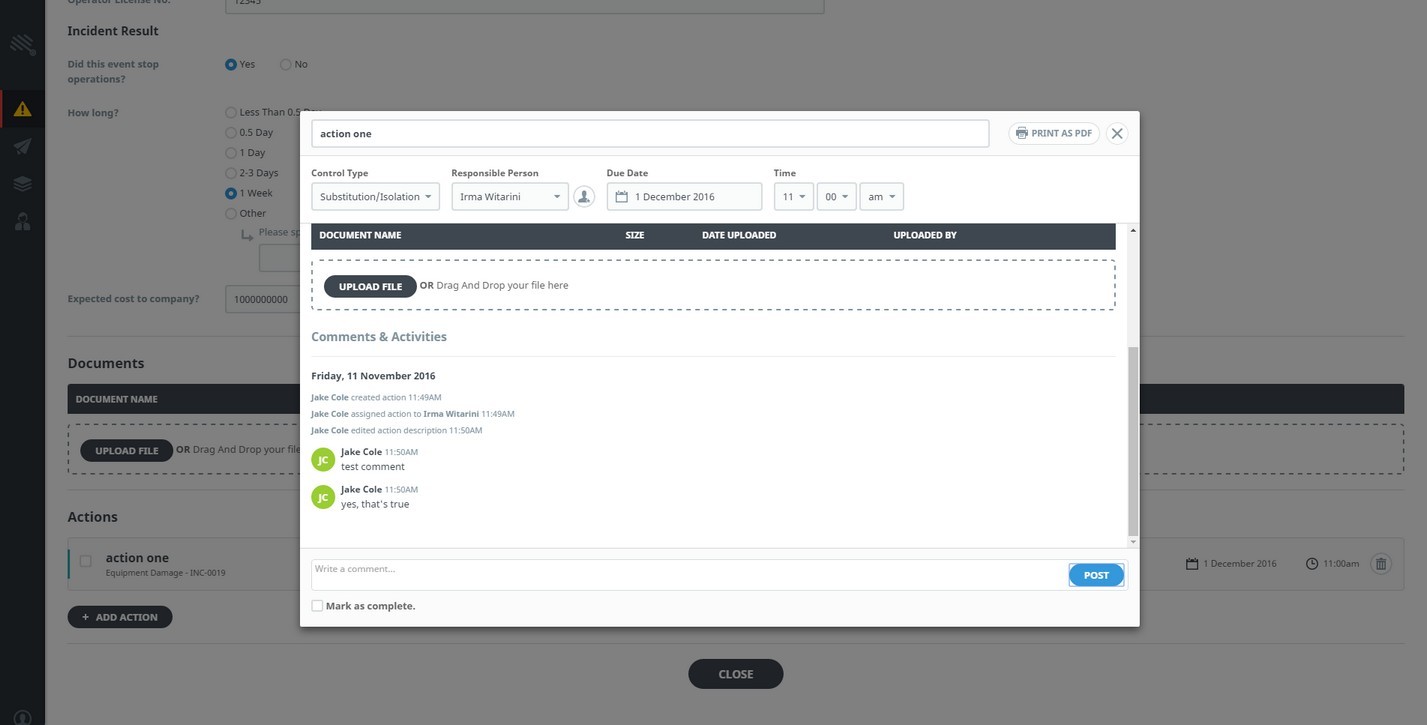 Operator License No.
12345
Incident Result
Did this event stop
operations?
Yes
No
How long?
Less Than 0.5 Day
0.5 Day
1 Day
2-3 Days
1 Week
Other
Please sp
Expected cost to company?
1000000000
Documents
DOCUMENT NAME
UPLOAD FILE OR Drag And Drop your file
Actions
action one
Equipment Damage - INC-0019
1 December 2016
11:00am
+ ADD ACTION
CLOSE
action one
PRINT AS PDF
Control Type
Responsible Person
Due Date
Time
Substitution/Isolation
Irma Witarini
1 December 2016
11
00
am
DOCUMENT NAME
SIZE
DATE UPLOADED
UPLOADED BY
UPLOAD FILE OR Drag And Drop your file here
Comments & Activities
Friday, 11 November 2016
Jake Cole created action 11:49AM
Jake Cole assigned action to Irma Witarini 11:49AM
Jake Cole edited action description 11:50AM
JC
Jake Cole 11:50AM
test comment
JC
Jake Cole 11:50AM
yes, that's true
Write a comment...
POST
Mark as complete.